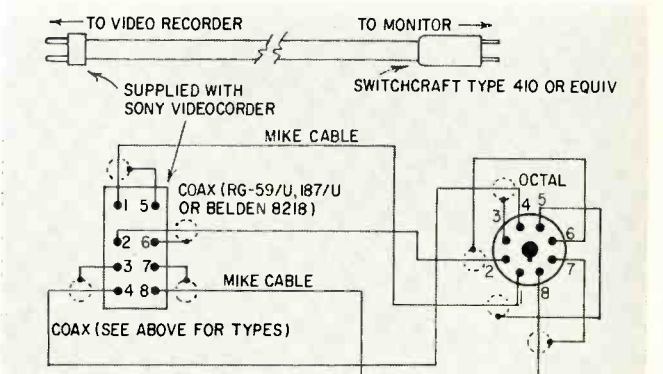 TO VIDEO RECORDER
TO MONITOR
SUPPLIED WITH
SONY VIDEOCORDER
SWITCHCRAFT TYPE 410 OR EQUIV
MIKE CABLE
COAX (RG-59/U, 187/U
OR BELDEN 8218)
OCTAL
1 5
2 6
3 7
4 8
3 4 5
6
2 7
1 8
MIKE CABLE
COAX (SEE ABOVE FOR TYPES)